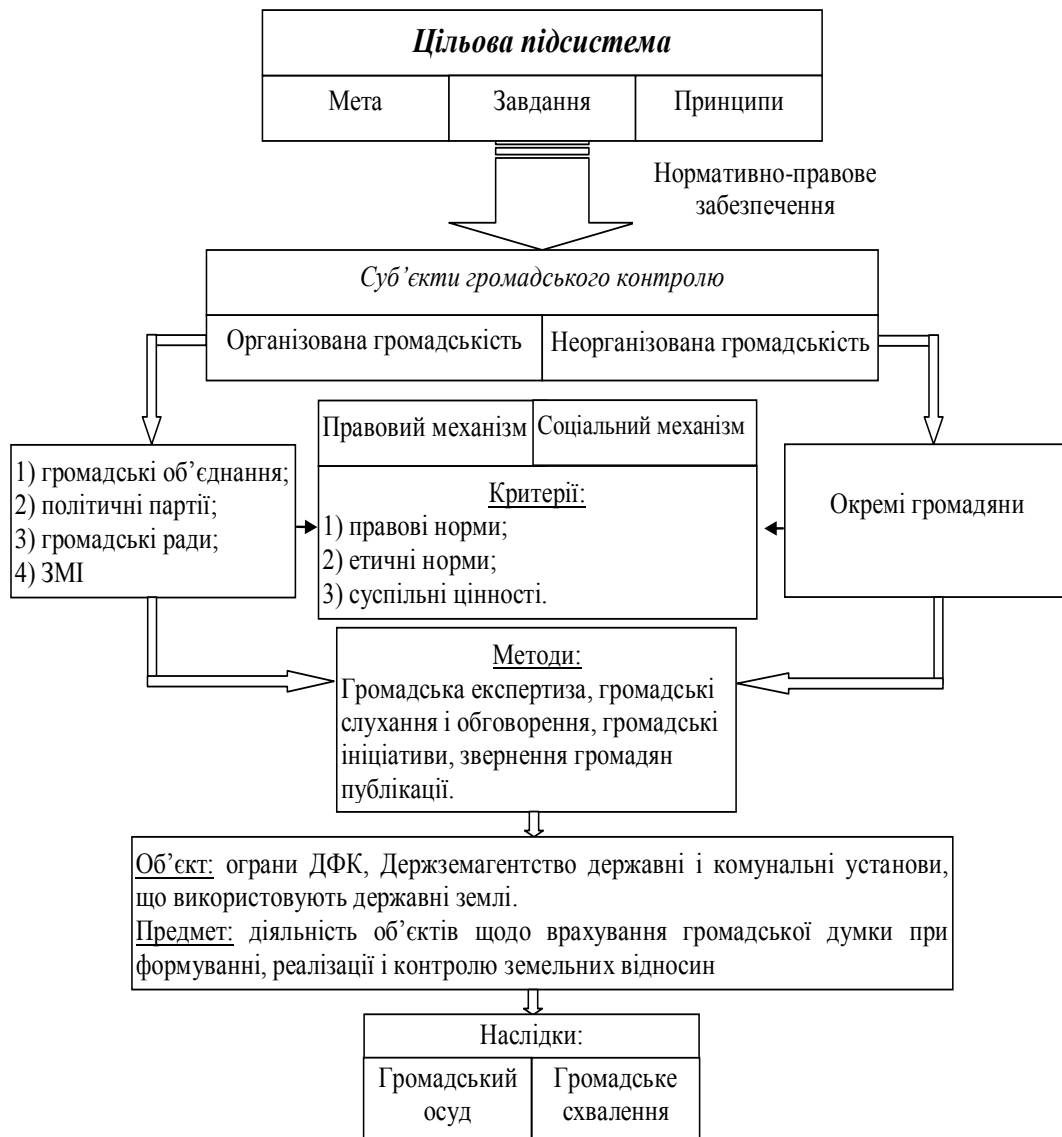 Цільова підсистема
Мета
Завдання
Принципи
Нормативно-правове
забезпечення
Суб’єкти громадського контролю
Організована громадськість
Неорганізована громадськість
Правовий механізм
Соціальний механізм
1) громадські об’єднання;
2) політичні партії;
3) громадські ради;
4) ЗМІ
Критерії:
1) правові норми;
2) етичні норми;
3) суспільні цінності.
Окремі громадяни
Методи:
Громадська експертиза, громадські
слухання і обговорення, громадські
ініціативи, звернення громадян
публікації.
Об’єкт: ограни ДФК, Держземагентство державні і комунальні установи,
що використовують державні землі.
Предмет: діяльність об’єктів щодо врахування громадської думки при
формуванні, реалізації і контролю земельних відносин
Наслідки:
Громадський
осуд
Громадське
схвалення